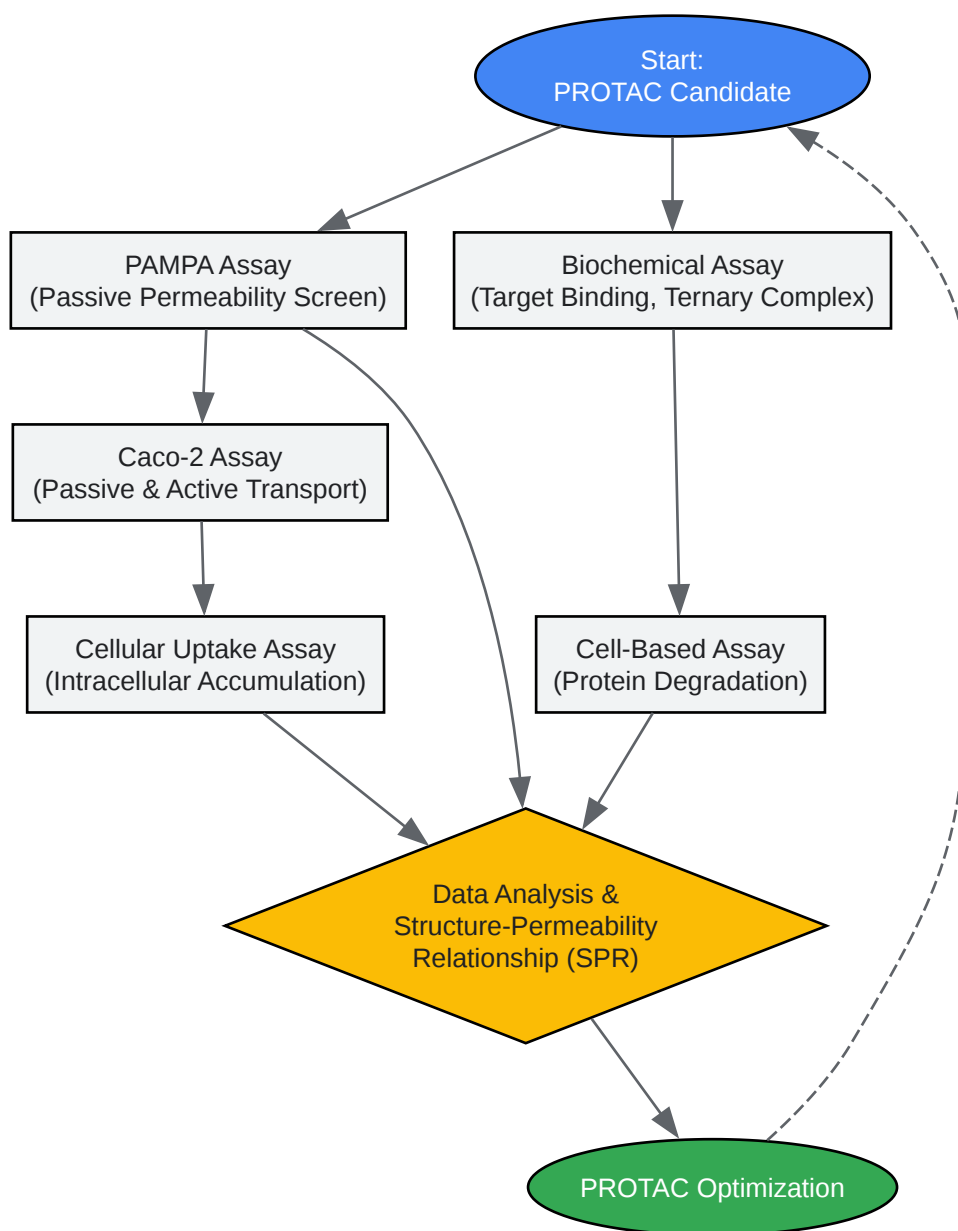 Start:
PROTAC Candidate
PAMPA Assay
(Passive Permeability Screen)
Biochemical Assay
(Target Binding, Ternary Complex)
Caco-2 Assay
(Passive & Active Transport)
Cellular Uptake Assay
(Intracellular Accumulation)
Cell-Based Assay
(Protein Degradation)
Data Analysis &
Structure-Permeability
Relationship (SPR)
PROTAC Optimization